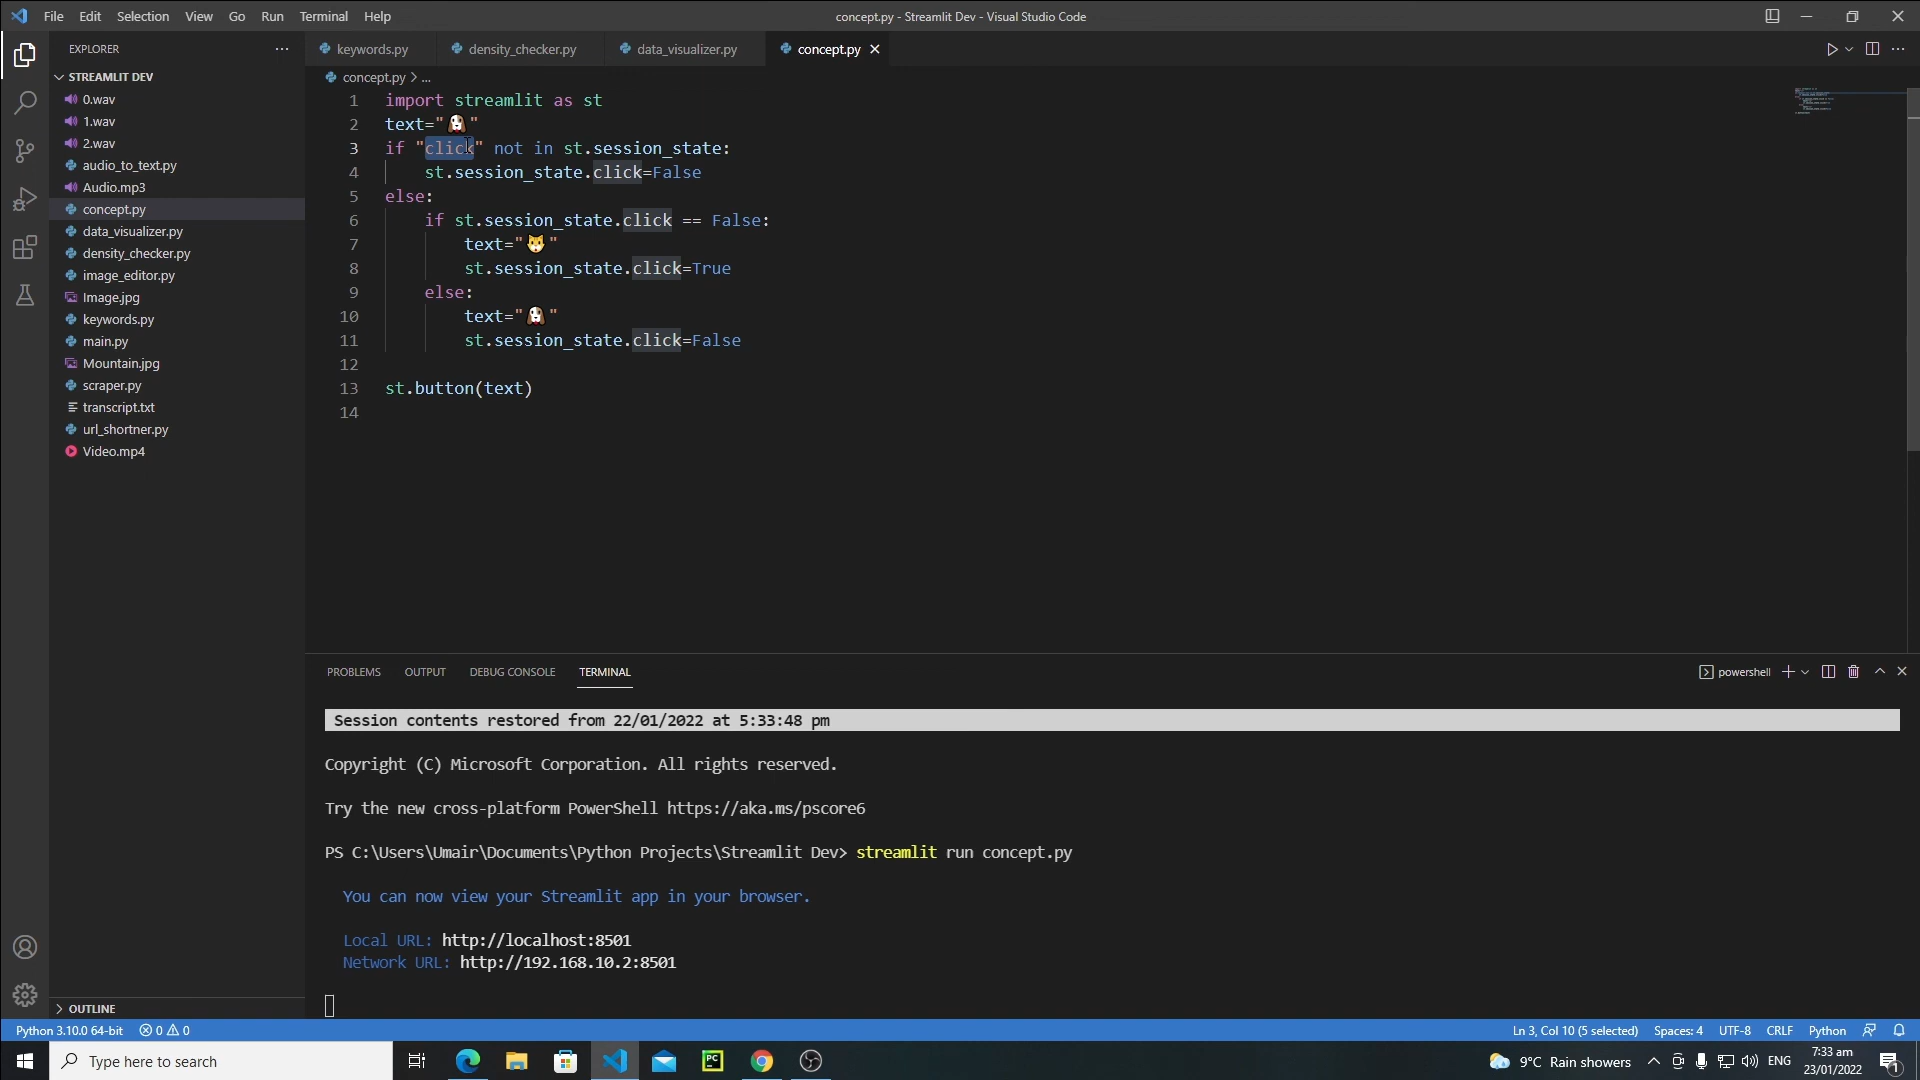 File Edit Selection View Go Run Terminal Help
concept.py - Streamlit Dev - Visual Studio Code
EXPLORER
keywords.py density_checker.py data_visualizer.py concept.py
STREAMLIT DEV
0.wav
1.wav
2.wav
audio_to_text.py
Audio.mp3
concept.py
data_visualizer.py
density_checker.py
image_editor.py
Image.jpg
keywords.py
main.py
Mountain.jpg
scraper.py
transcript.txt
url_shortner.py
Video.mp4
OUTLINE
concept.py > ...
1 import streamlit as st
2 text="🐶"
3 if "click" not in st.session_state:
4 st.session_state.click=False
5 else:
6 if st.session_state.click == False:
7 text="🐱"
8 st.session_state.click=True
9 else:
10 text="🐶"
11 st.session_state.click=False
12
13 st.button(text)
14
PROBLEMS OUTPUT DEBUG CONSOLE TERMINAL
powershell
Session contents restored from 22/01/2022 at 5:33:48 pm
Copyright (C) Microsoft Corporation. All rights reserved.
Try the new cross-platform PowerShell https://aka.ms/pscore6
PS C:\Users\Umair\Documents\Python Projects\Streamlit Dev> streamlit run concept.py
You can now view your Streamlit app in your browser.
Local URL: http://localhost:8501
Network URL: http://192.168.10.2:8501
Python 3.10.0 64-bit 0 0
Ln 3, Col 10 (5 selected) Spaces: 4 UTF-8 CRLF Python
Type here to search
PC
9°C Rain showers
ENG
7:33 am
23/01/2022
1